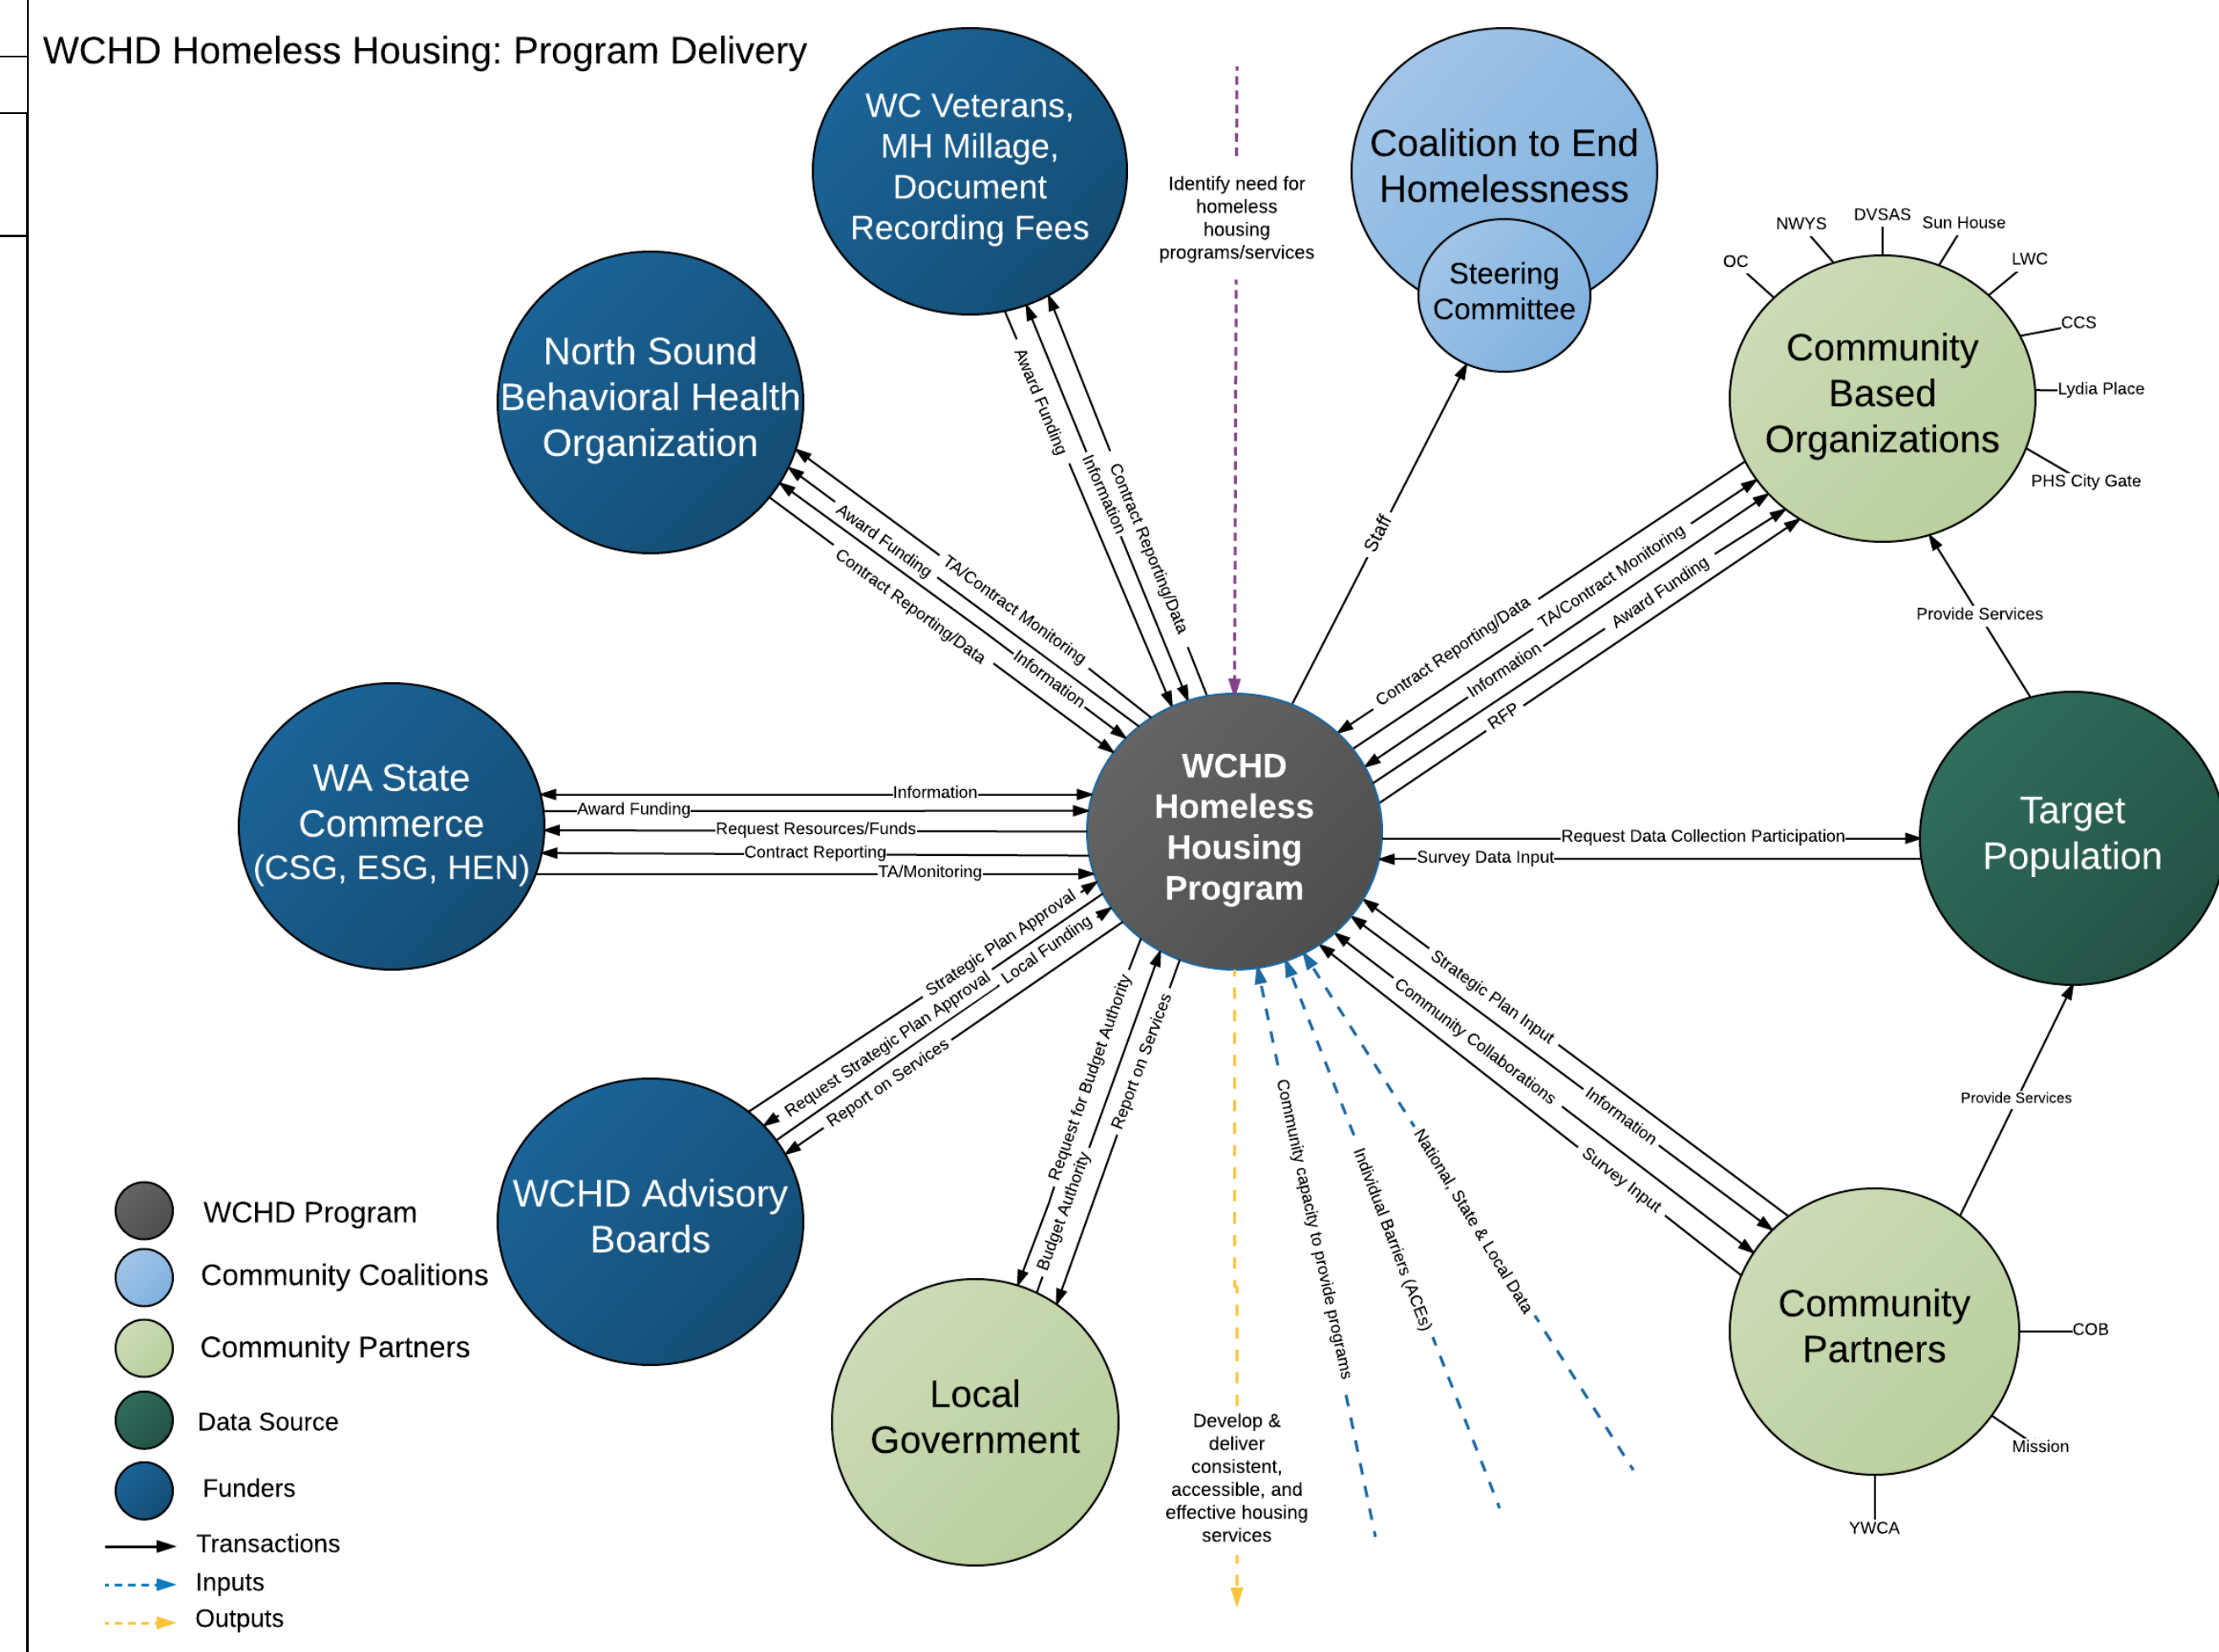 WCHD Homeless Housing: Program Delivery
WC Veterans,
MH Millage,
Document
Recording Fees
Identify need for
homeless
housing
programs/services
Coalition to End
Homelessness
Steering
Committee
North Sound
Behavioral Health
Organization
Community
Based
Organizations
OC
NWYS
DVSAS
Sun House
LWC
CCS
Lydia Place
PHS City Gate
Award Funding
Information
Contract Reporting/Data
Staff
TA/Contract Monitoring
Award Funding
Information
Contract Reporting/Data
Contract Reporting/Data
TA/Contract Monitoring
Information
Award Funding
RFP
Provide Services
WA State
Commerce
(CSG, ESG, HEN)
Information
Award Funding
Request Resources/Funds
Contract Reporting
TA/Monitoring
WCHD
Homeless
Housing
Program
Request Data Collection Participation
Survey Data Input
Target
Population
Strategic Plan Approval
Request Strategic Plan Approval
Local Funding
Report on Services
Request for Budget Authority
Budget Authority
Report on Services
Community capacity to provide programs
Individual Barriers (ACEs)
National, State & Local Data
Strategic Plan Input
Information
Community Collaborations
Survey Input
Provide Services
WCHD Advisory
Boards
Local
Government
Develop &
deliver
consistent,
accessible, and
effective housing
services
Community
Partners
COB
Mission
YWCA
WCHD Program
Community Coalitions
Community Partners
Data Source
Funders
Transactions
Inputs
Outputs